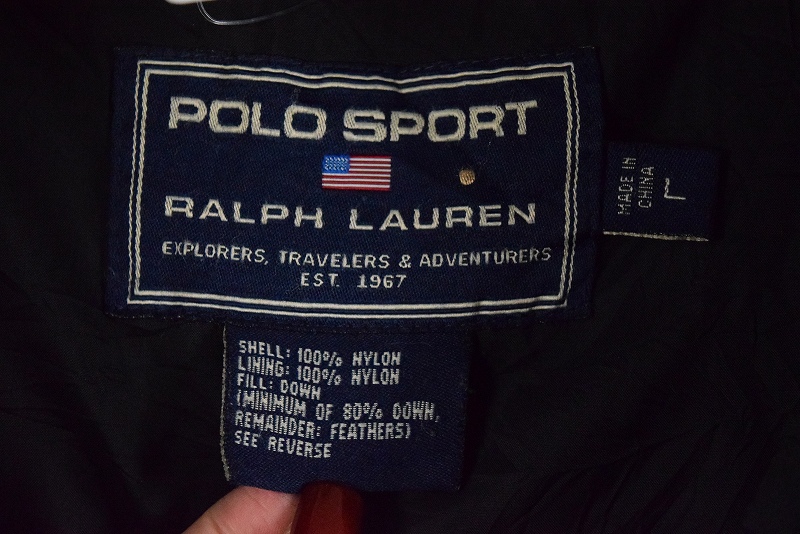 POLO SPORT
RALPH LAUREN
EXPLORERS, TRAVELERS & ADVENTURERS
EST. 1967
MADE IN
CHINA
L
SHELL: 100% NYLON
LINING: 100% NYLON
FILL: DOWN
(MINIMUM OF 80% DOWN,
REMAINDER: FEATHERS)
SEE REVERSE